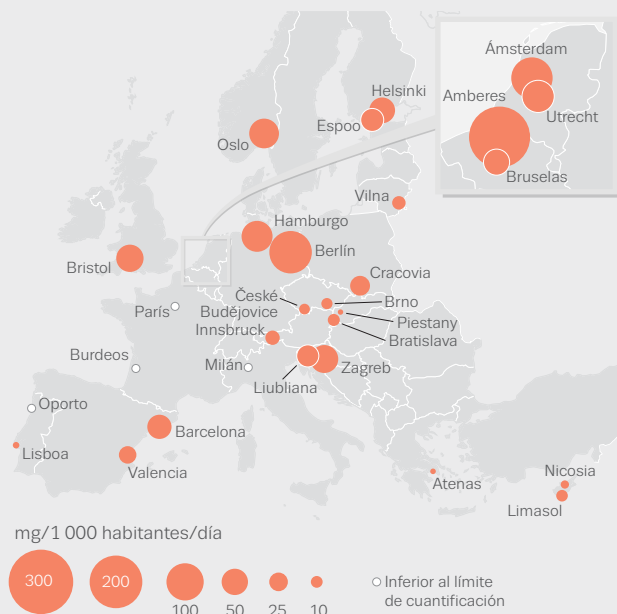 Ámsterdam
Amberes
Utrecht
Bruselas
Helsinki
Espoo
Oslo
Vilna
Hamburgo
Berlín
Bristol
Cracovia
České
Budějovice
Brno
París
Innsbruck
Piestany
Bratislava
Burdeos
Milán
Liubliana
Zagreb
Oporto
Barcelona
Lisboa
Valencia
Atenas
Nicosia
Limasol
mg/1 000 habitantes/día
300 200 100 50 25 10
Inferior al límite
de cuantificación